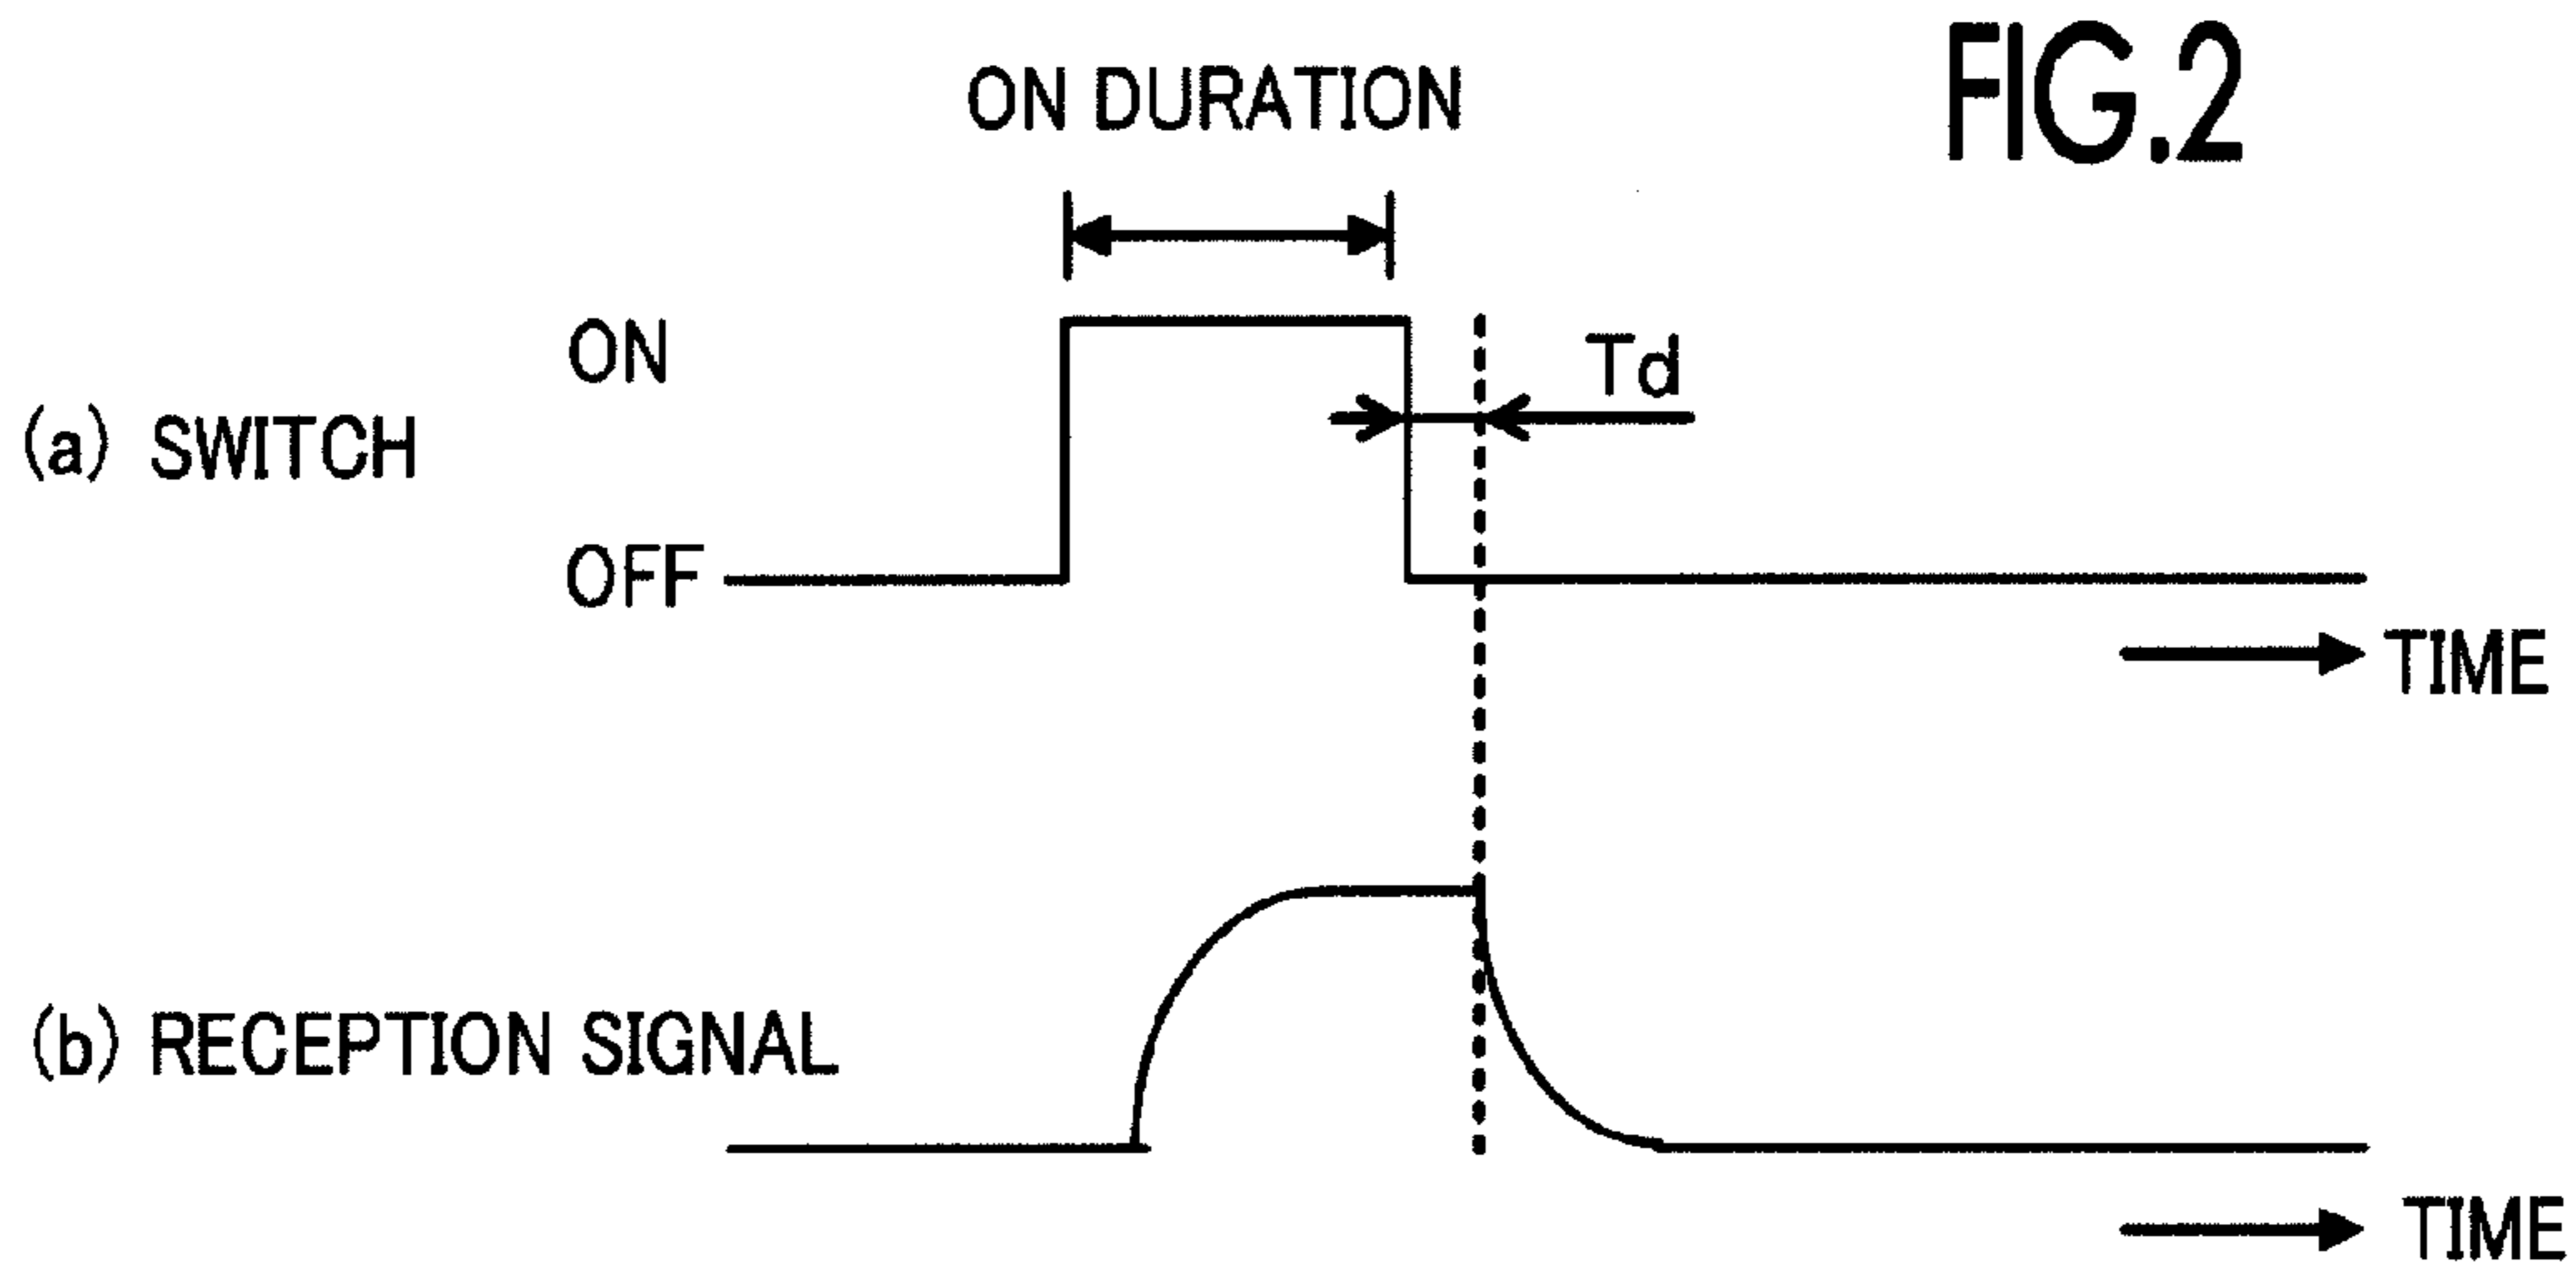 FIG.2
ON DURATION
ON
Td
(a) SWITCH
OFF
TIME
(b) RECEPTION SIGNAL
TIME